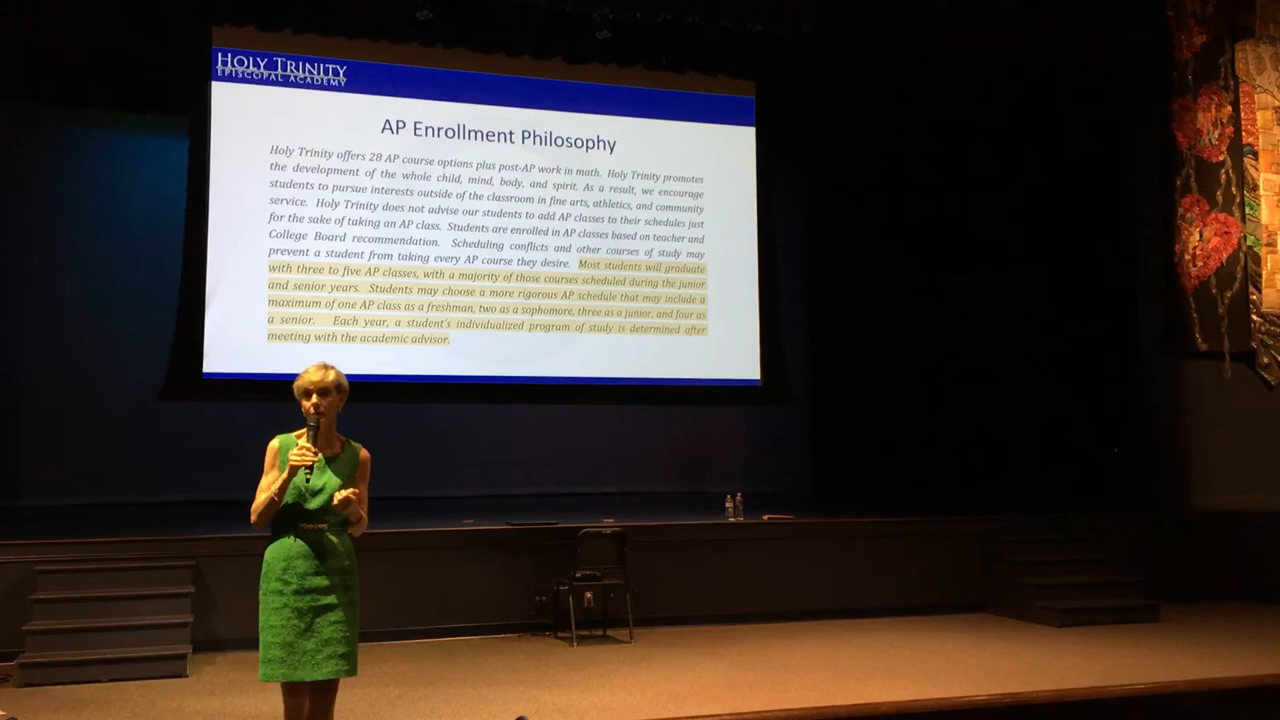 HOLY TRINITY
EPISCOPAL ACADEMY
AP Enrollment Philosophy
Holy Trinity offers 28 AP course options plus post-AP work in math. Holy Trinity promotes
the development of the whole child, mind, body, and spirit. As a result, we encourage
students to pursue interests outside of the classroom in fine arts, athletics, and community
service. Holy Trinity does not advise our students to add AP classes to their schedules just
for the sake of taking an AP class. Students are enrolled in AP classes based on teacher and
College Board recommendation. Scheduling conflicts and other courses of study may
prevent a student from taking every AP course they desire. Most students will graduate
with three to five AP classes, with a majority of those courses scheduled during the junior
and senior years. Students may choose a more rigorous AP schedule that may include a
maximum of one AP class as a freshman, two as a sophomore, three as a junior, and four as
a senior. Each year, a student's individualized program of study is determined after
meeting with the academic advisor.